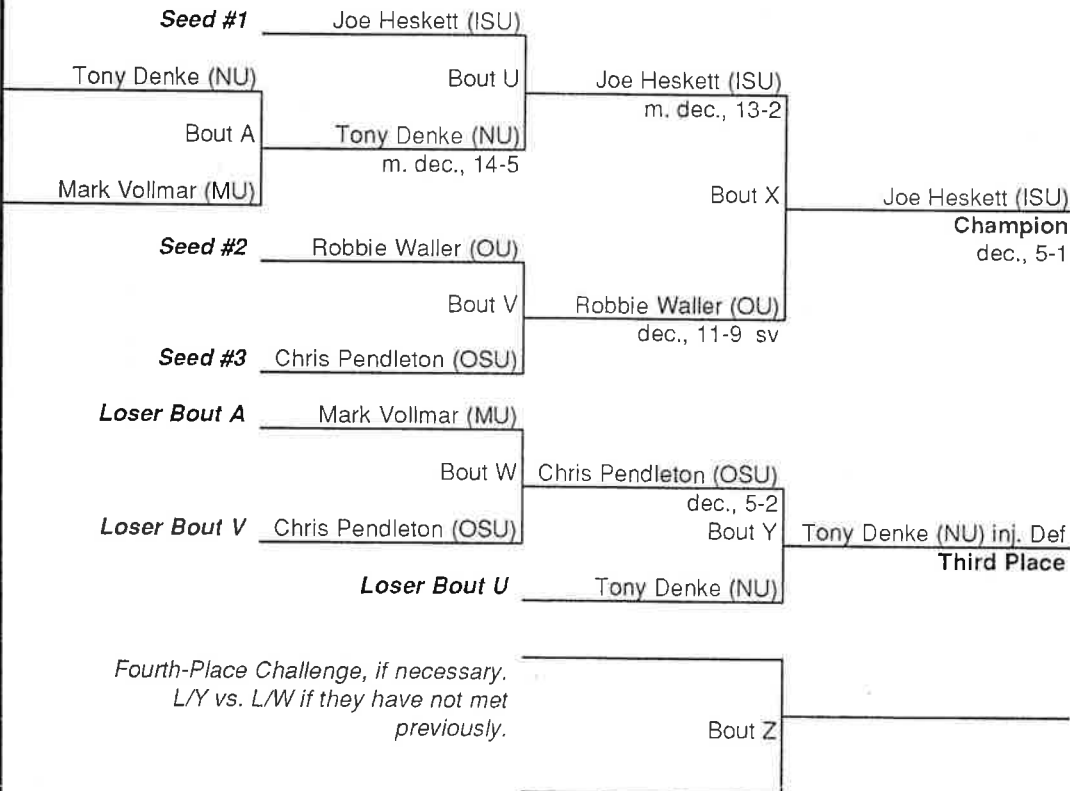 Seed #1
Joe Heskett (ISU)
Tony Denke (NU)
Bout U
Joe Heskett (ISU)
m. dec., 13-2
Bout A
Tony Denke (NU)
m. dec., 14-5
Mark Vollmar (MU)
Bout X
Joe Heskett (ISU)
Champion
dec., 5-1
Seed #2
Robbie Waller (OU)
Bout V
Robbie Waller (OU)
dec., 11-9 sv
Seed #3
Chris Pendleton (OSU)
Loser Bout A
Mark Vollmar (MU)
Bout W
Chris Pendleton (OSU)
dec., 5-2
Loser Bout V
Chris Pendleton (OSU)
Bout Y
Tony Denke (NU) inj. Def
Third Place
Loser Bout U
Tony Denke (NU)
Fourth-Place Challenge, if necessary.
L/Y vs. L/W if they have not met
previously.
Bout Z